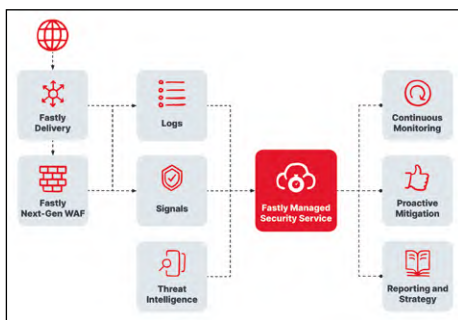 Fastly
Delivery
Logs
Continuous
Monitoring
Fastly
Next-Gen WAF
Signals
Fastly Managed
Security Service
Proactive
Mitigation
Threat
Intelligence
Reporting and
Strategy